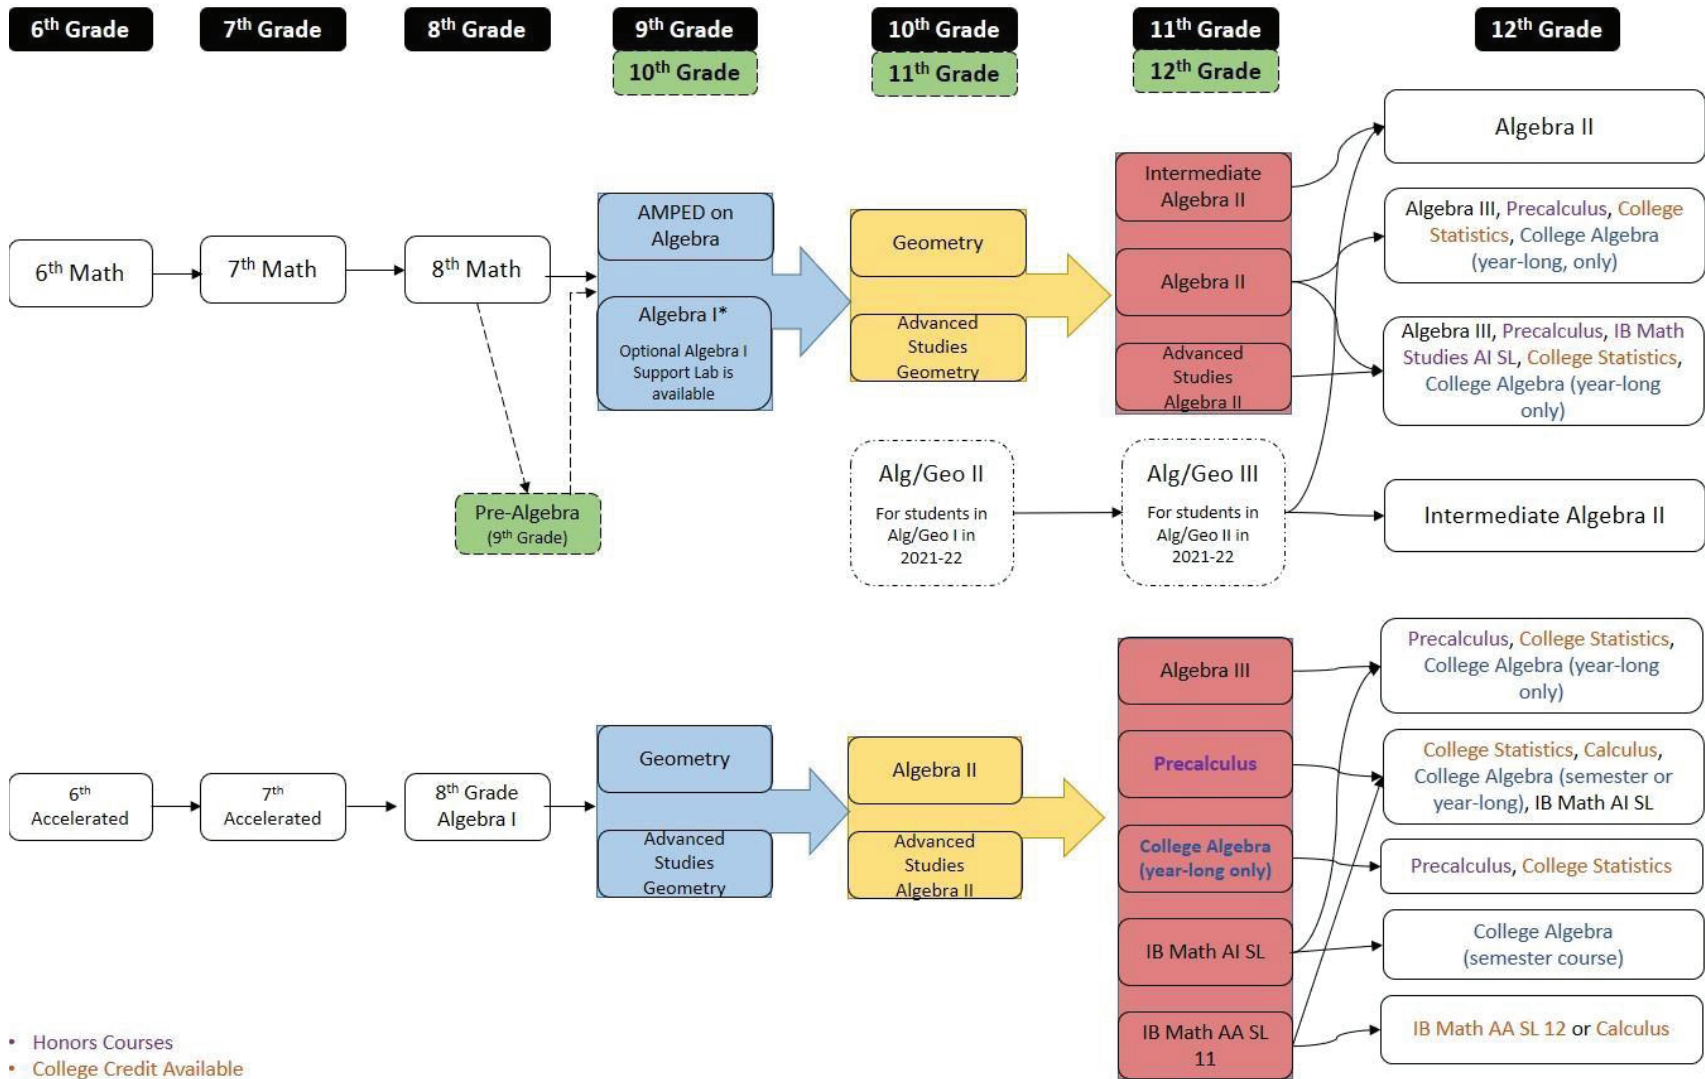 6th Grade
7th Grade
8th Grade
9th Grade
10th Grade
10th Grade
11th Grade
11th Grade
12th Grade
12th Grade
6th Math
7th Math
8th Math
Pre-Algebra
(9th Grade)
AMPED on
Algebra
Algebra I*
Optional Algebra I
Support Lab is
available
Geometry
Advanced
Studies
Geometry
Intermediate
Algebra II
Algebra II
Advanced
Studies
Algebra II
Algebra II
Algebra III, Precalculus, College
Statistics, College Algebra
(year-long, only)
Algebra III, Precalculus, IB Math
Studies AI SL, College Statistics,
College Algebra (year-long
only)
Alg/Geo II
For students in
Alg/Geo I in
2021-22
Alg/Geo III
For students in
Alg/Geo II in
2021-22
Intermediate Algebra II
6th
Accelerated
7th
Accelerated
8th Grade
Algebra I
Geometry
Advanced
Studies
Geometry
Algebra II
Advanced
Studies
Algebra II
Algebra III
Precalculus
College Algebra
(year-long only)
IB Math AI SL
IB Math AA SL
11
Precalculus, College Statistics,
College Algebra (year-long
only)
College Statistics, Calculus,
College Algebra (semester or
year-long), IB Math AI SL
Precalculus, College Statistics
College Algebra
(semester course)
IB Math AA SL 12 or Calculus
• Honors Courses
• College Credit Available